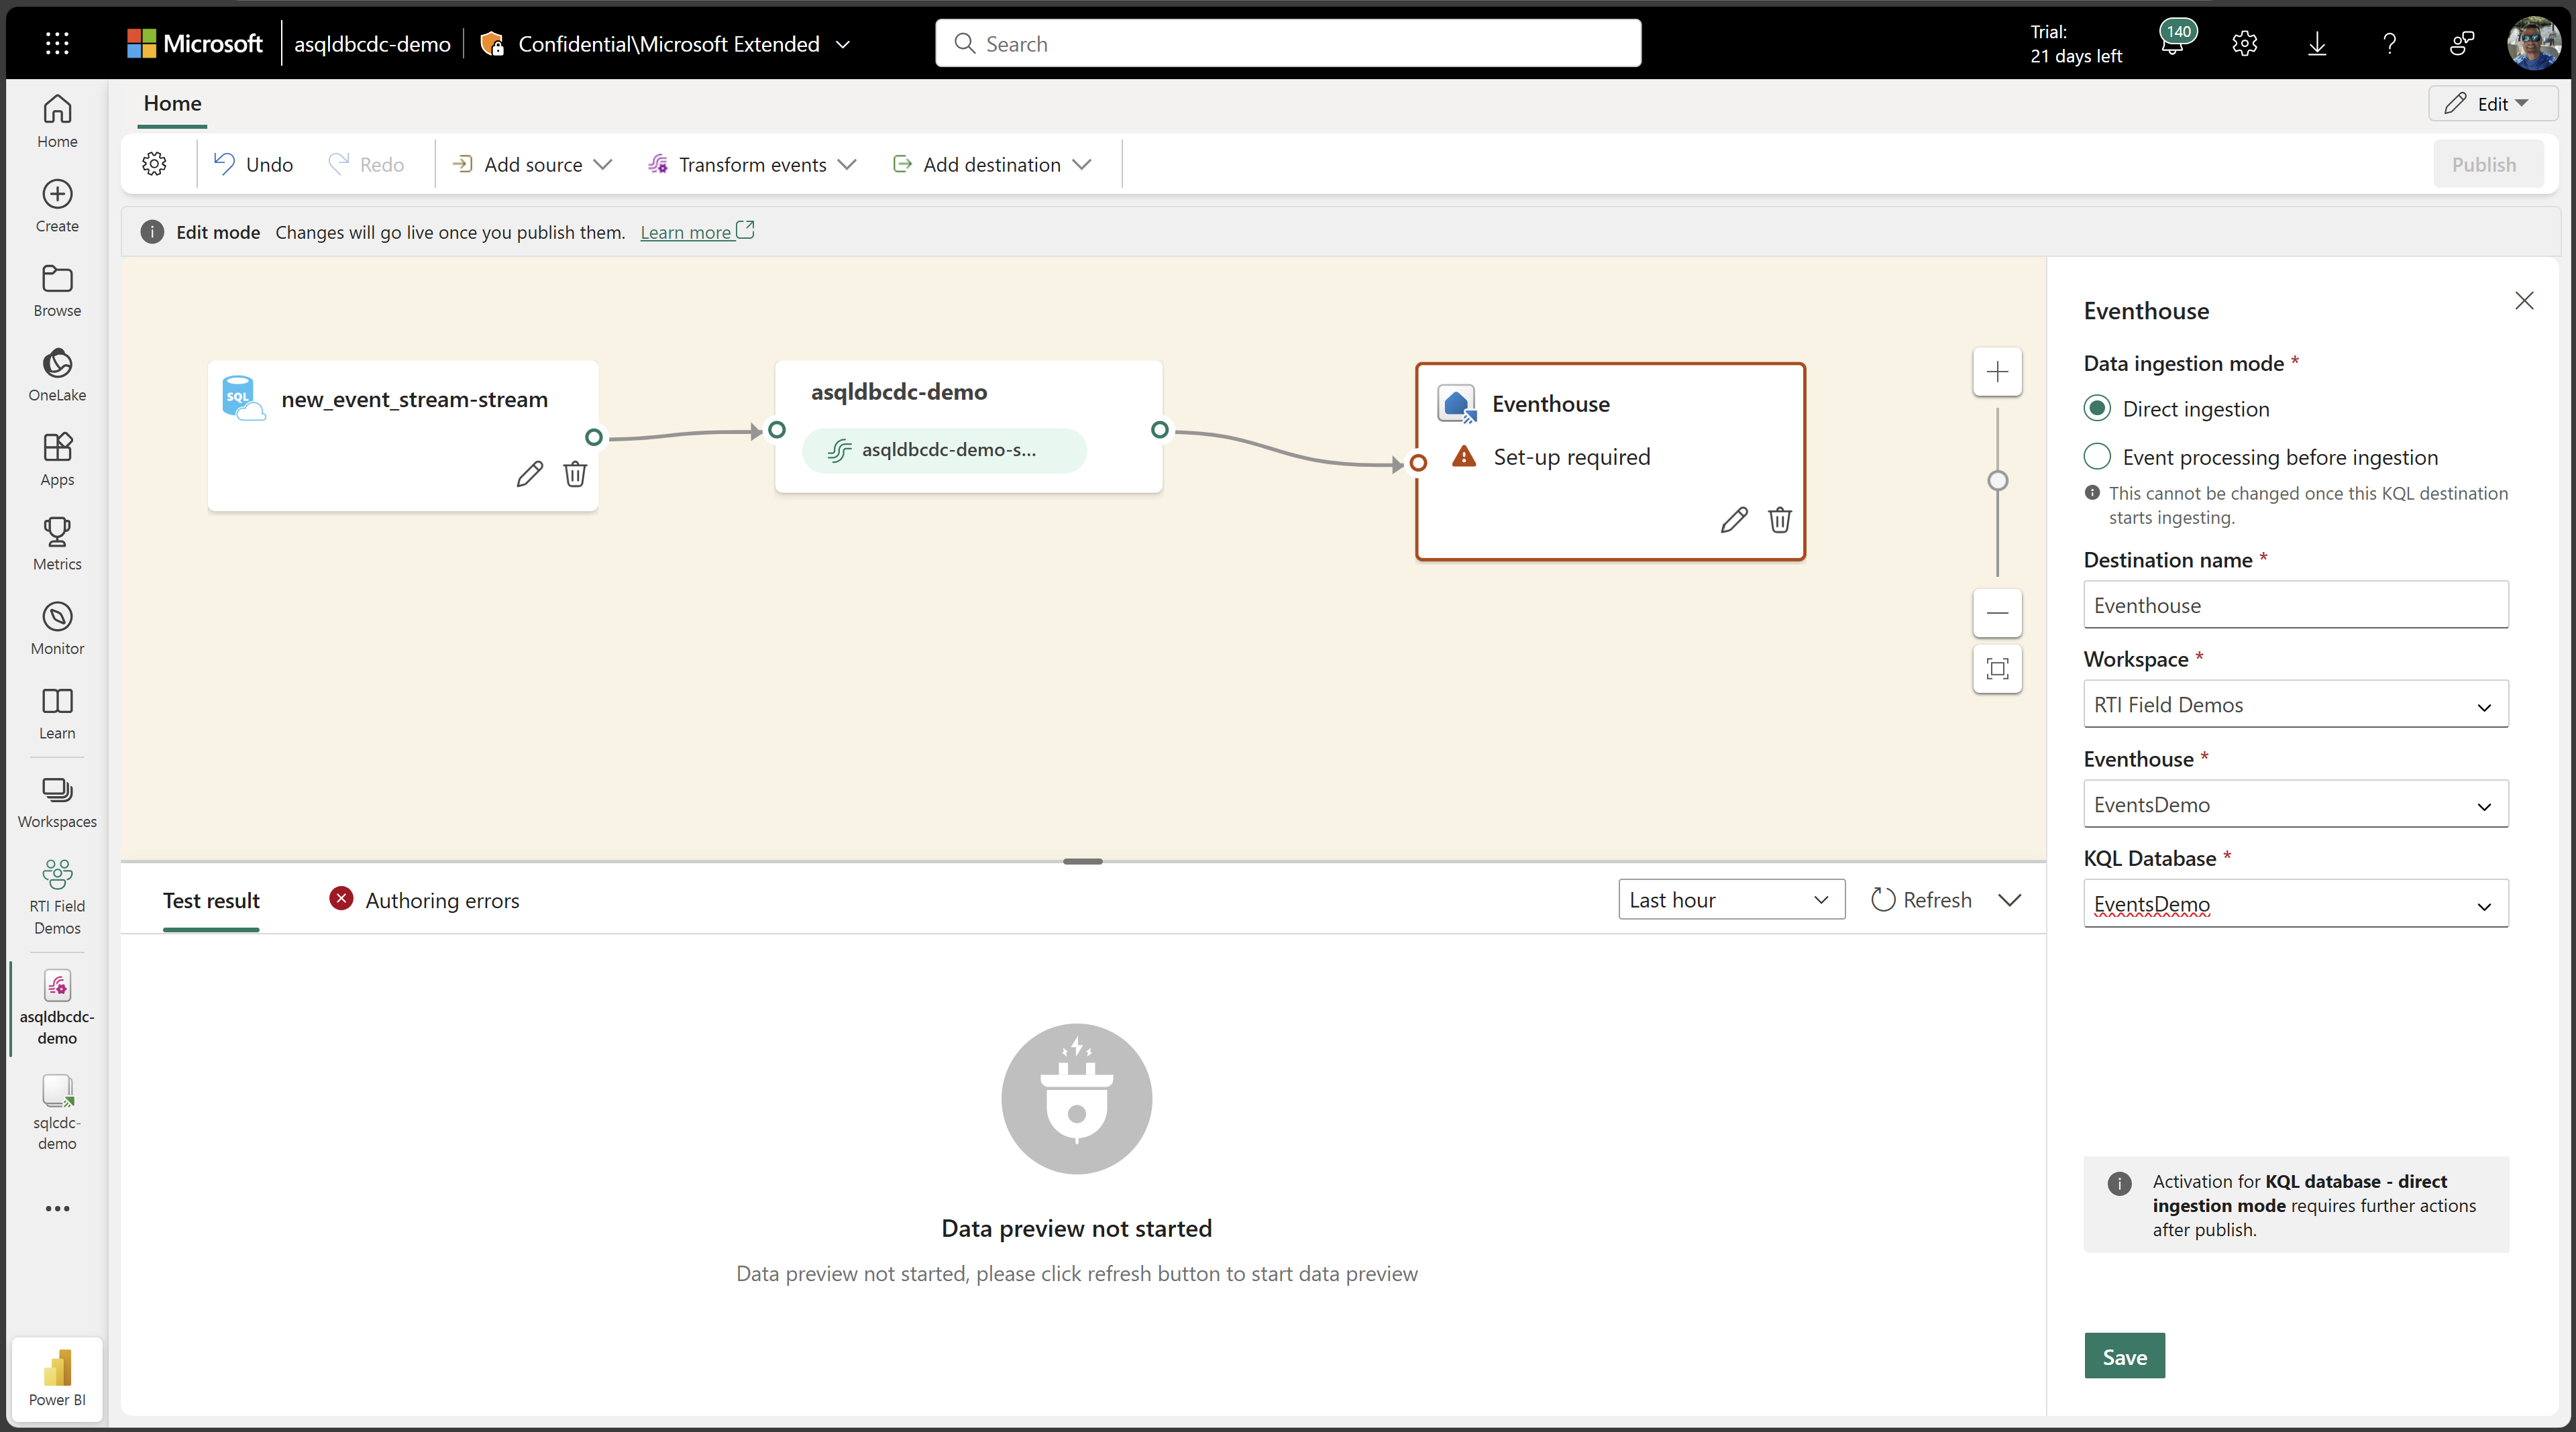 Microsoft
asqldbcdc-demo
Confidential\Microsoft Extended
Search
Trial:
21 days left
140
Home
Edit
Undo
Redo
Add source
Transform events
Add destination
Publish
Edit mode Changes will go live once you publish them. Learn more
Home
Create
Browse
OneLake
Apps
Metrics
Monitor
Learn
Workspaces
RTI Field
Demos
asqldbcdc-
demo
sqlcdc-
demo
Power BI
SQL
new_event_stream-stream
asqldbcdc-demo
asqldbcdc-demo-s...
Eventhouse
Set-up required
Test result
Authoring errors
Last hour
Refresh
Data preview not started
Data preview not started, please click refresh button to start data preview
Eventhouse
Data ingestion mode *
Direct ingestion
Event processing before ingestion
This cannot be changed once this KQL destination
starts ingesting.
Destination name *
Eventhouse
Workspace *
RTI Field Demos
Eventhouse *
EventsDemo
KQL Database *
EventsDemo
Activation for KQL database - direct
ingestion mode requires further actions
after publish.
Save